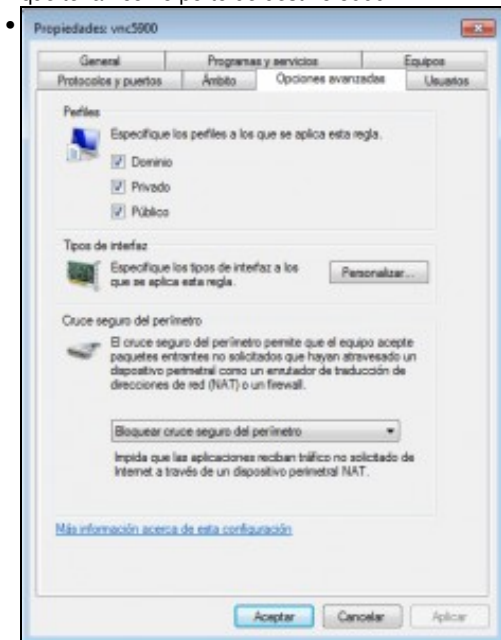 Propiedades: vnc5900
General Programas y servicios Equipos
Protocolos y puertos Ámbito Opciones avanzadas Usuarios
Perfiles
Especifique los perfiles a los que se aplica esta regla.
Dominio
Privado
Público
Tipos de interfaz
Especifique los tipos de interfaz a los
que se aplica esta regla.
Personalizar...
Cruce seguro del perímetro
El cruce seguro del perímetro permite que el equipo acepte
paquetes entrantes no solicitados que hayan atravesado un
dispositivo perimetral como un enrutador de traducción de
direcciones de red (NAT) o un firewall.
Bloquear cruce seguro del perímetro
Impida que las aplicaciones reciban tráfico no solicitado de
Internet a través de un dispositivo perimetral NAT.
Más información acerca de esta configuración
Aceptar Cancelar Aplicar